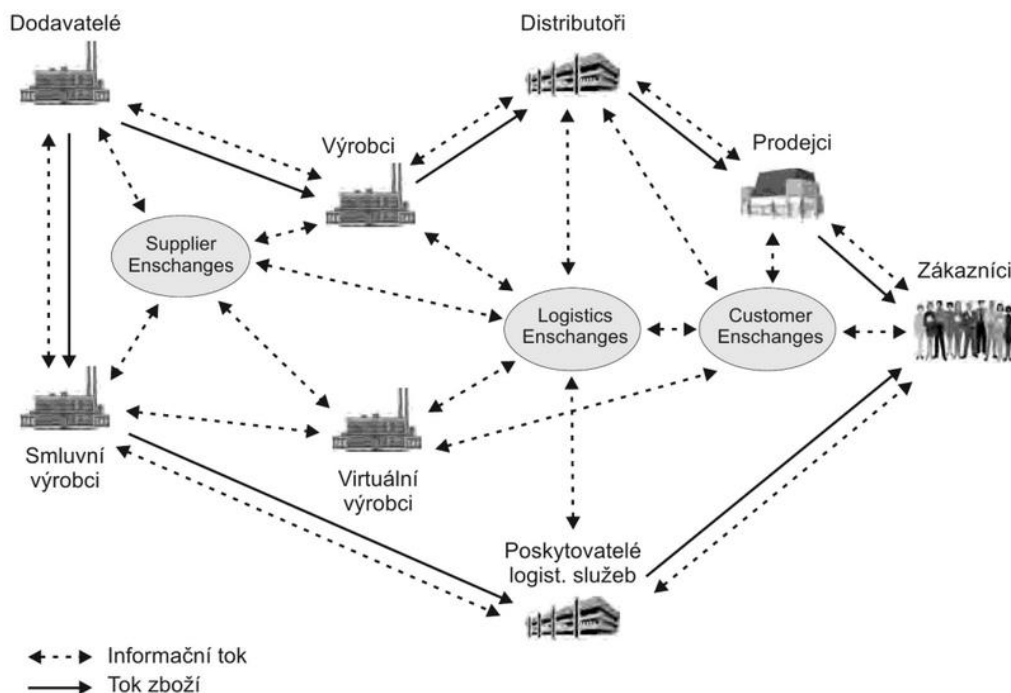 Dodavatelé
Distributoři
Výrobci
Prodejci
Supplier
Enschanges
Zákazníci
Logistics
Enschanges
Customer
Enschanges
Smluvní
výrobci
Virtuální
výrobci
Poskytovatelé
logist. služeb
Informační tok
Tok zboží